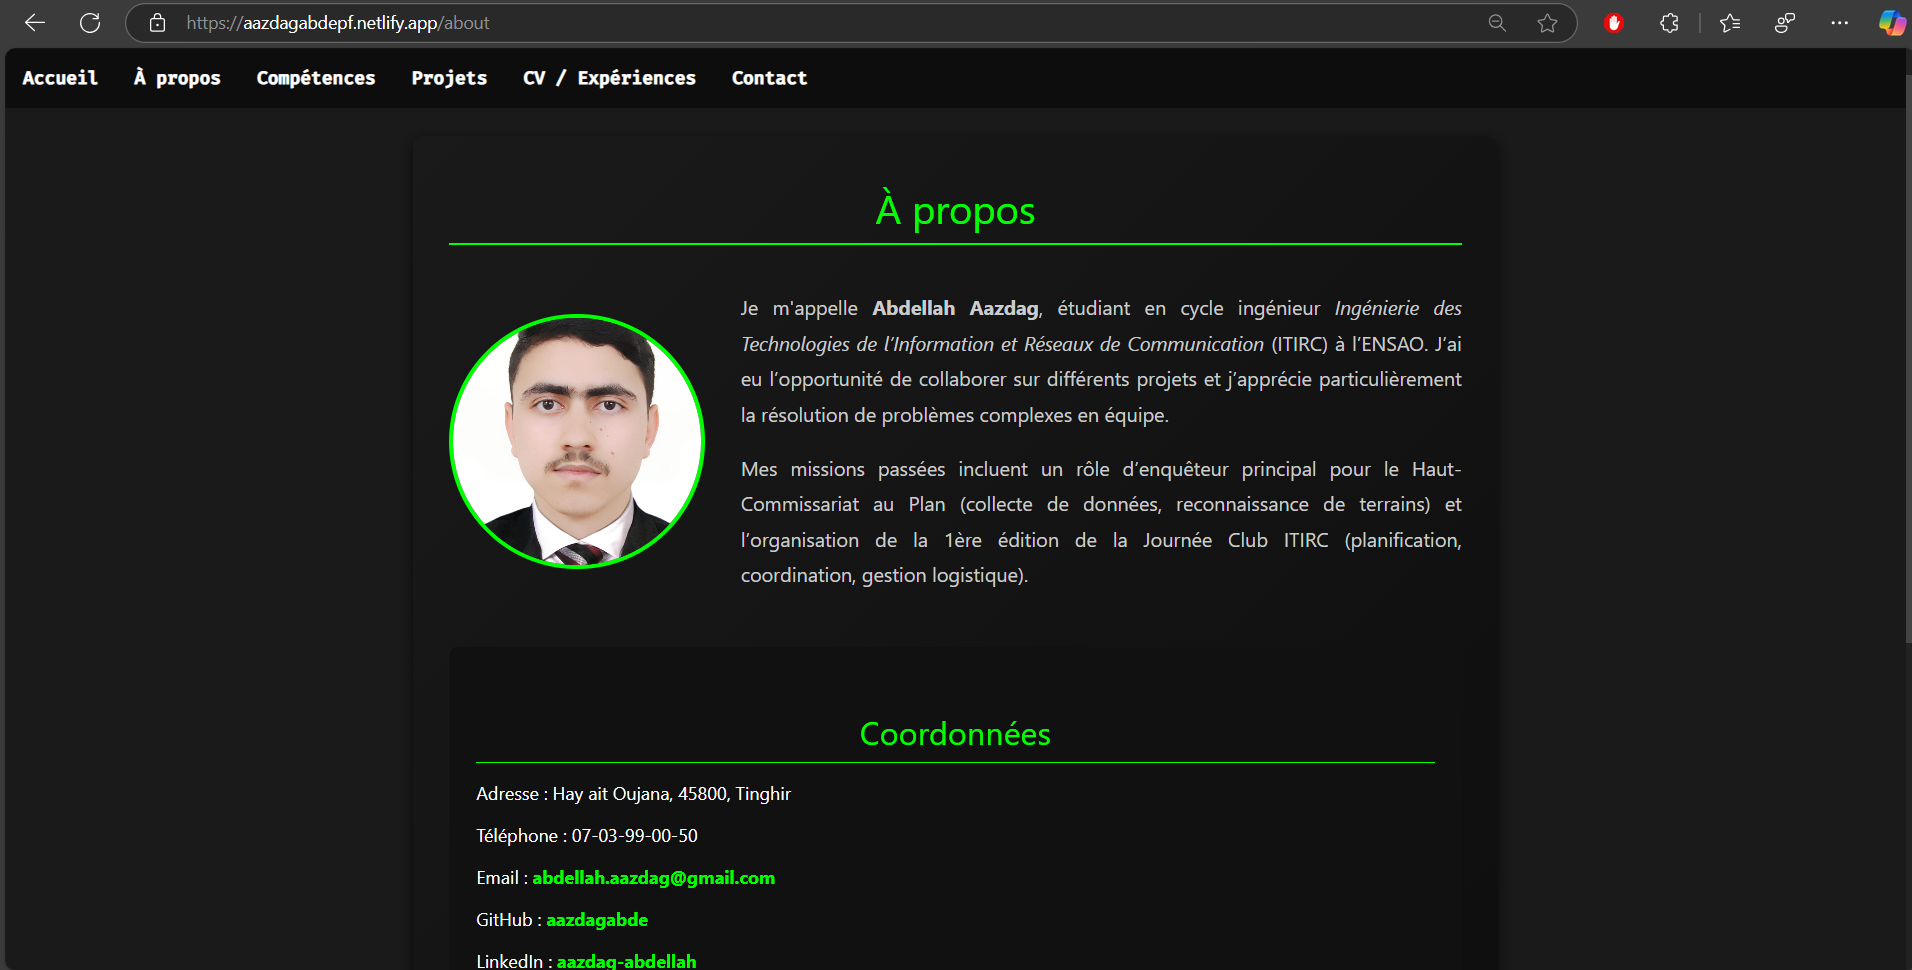 https://aazdagabdepf.netlify.app/about
Accueil À propos Compétences Projets CV / Expériences Contact
À propos
Je m'appelle Abdellah Aazdag, étudiant en cycle ingénieur Ingénierie des
Technologies de l’Information et Réseaux de Communication (ITIRC) à l’ENSAO. J’ai
eu l’opportunité de collaborer sur différents projets et j’apprécie particulièrement
la résolution de problèmes complexes en équipe.
Mes missions passées incluent un rôle d’enquêteur principal pour le Haut-
Commissariat au Plan (collecte de données, reconnaissance de terrains) et
l’organisation de la 1ère édition de la Journée Club ITIRC (planification,
coordination, gestion logistique).
Coordonnées
Adresse : Hay ait Oujana, 45800, Tinghir
Téléphone : 07-03-99-00-50
Email : abdellah.aazdag@gmail.com
GitHub : aazdagabde
LinkedIn : aazdag-abdellah